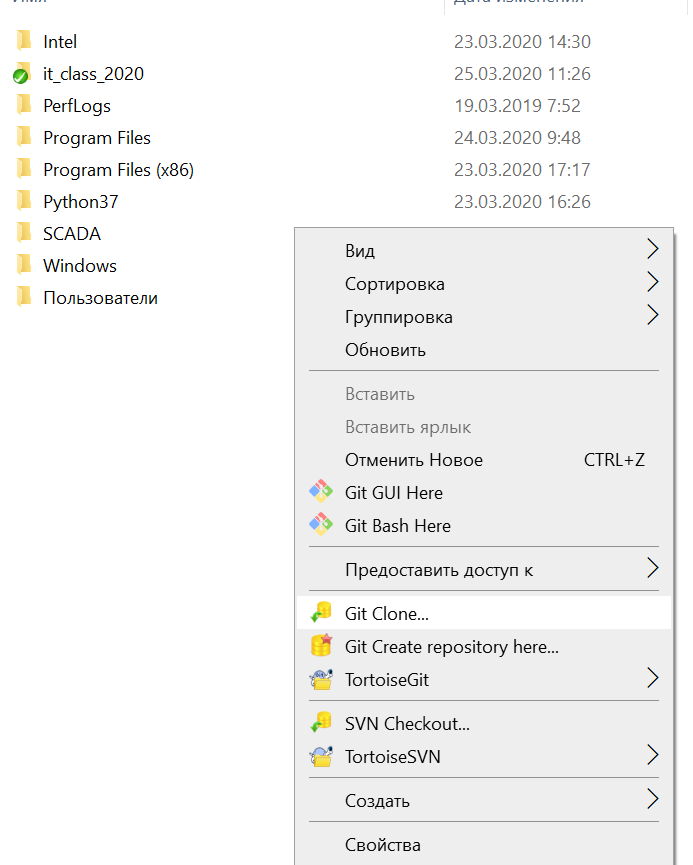 Имя Дата изменения
Intel 23.03.2020 14:30
it_class_2020 25.03.2020 11:26
PerfLogs 19.03.2019 7:52
Program Files 24.03.2020 9:48
Program Files (x86) 23.03.2020 17:17
Python37 23.03.2020 16:26
SCADA
Windows
Пользователи
Вид
Сортировка
Группировка
Обновить
Вставить
Вставить ярлык
Отменить Новое CTRL+Z
Git GUI Here
Git Bash Here
Предоставить доступ к
Git Clone...
Git Create repository here...
TortoiseGit
SVN Checkout...
TortoiseSVN
Создать
Свойства